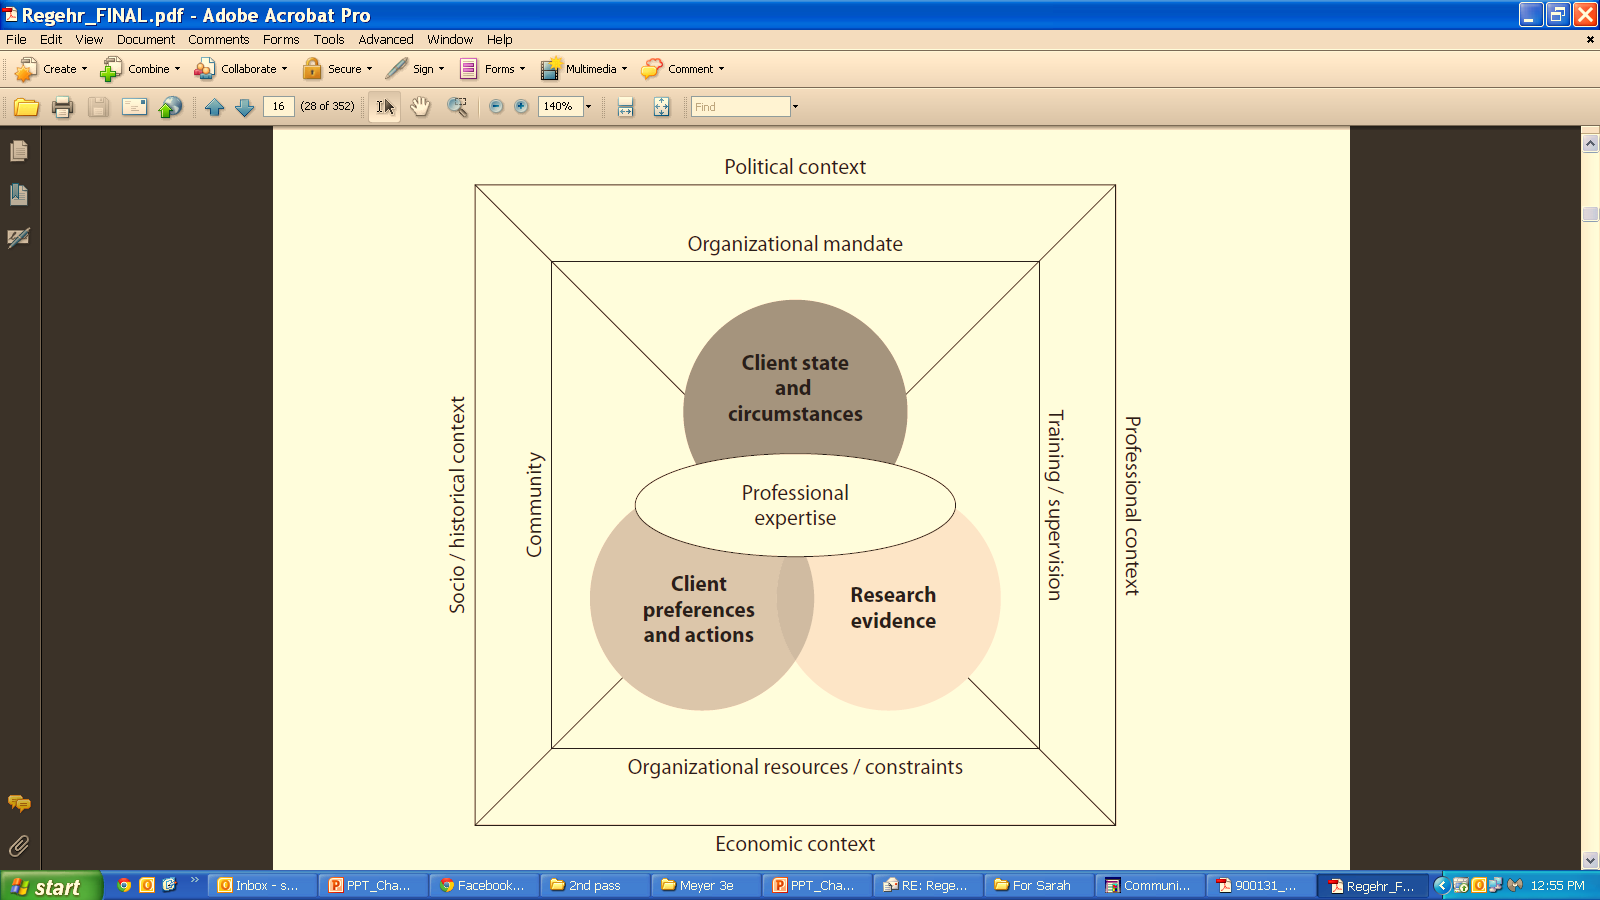 Regehr_FINAL.pdf - Adobe Acrobat Pro
File Edit View Document Comments Forms Tools Advanced Window Help
Create Combine Collaborate Secure Sign Forms Multimedia Comment
16 (28 of 352) 140% Find
Political context
Organizational mandate
Client state
and
circumstances
Socio / historical context
Community
Professional
expertise
Training / supervision
Professional context
Client
preferences
and actions
Research
evidence
Organizational resources / constraints
Economic context
start Inbox - s... PPT_Cha... Facebook... 2nd pass Meyer 3e PPT_Cha... RE: Rege... For Sarah Communi... 900131_... Regehr_F... 12:55 PM